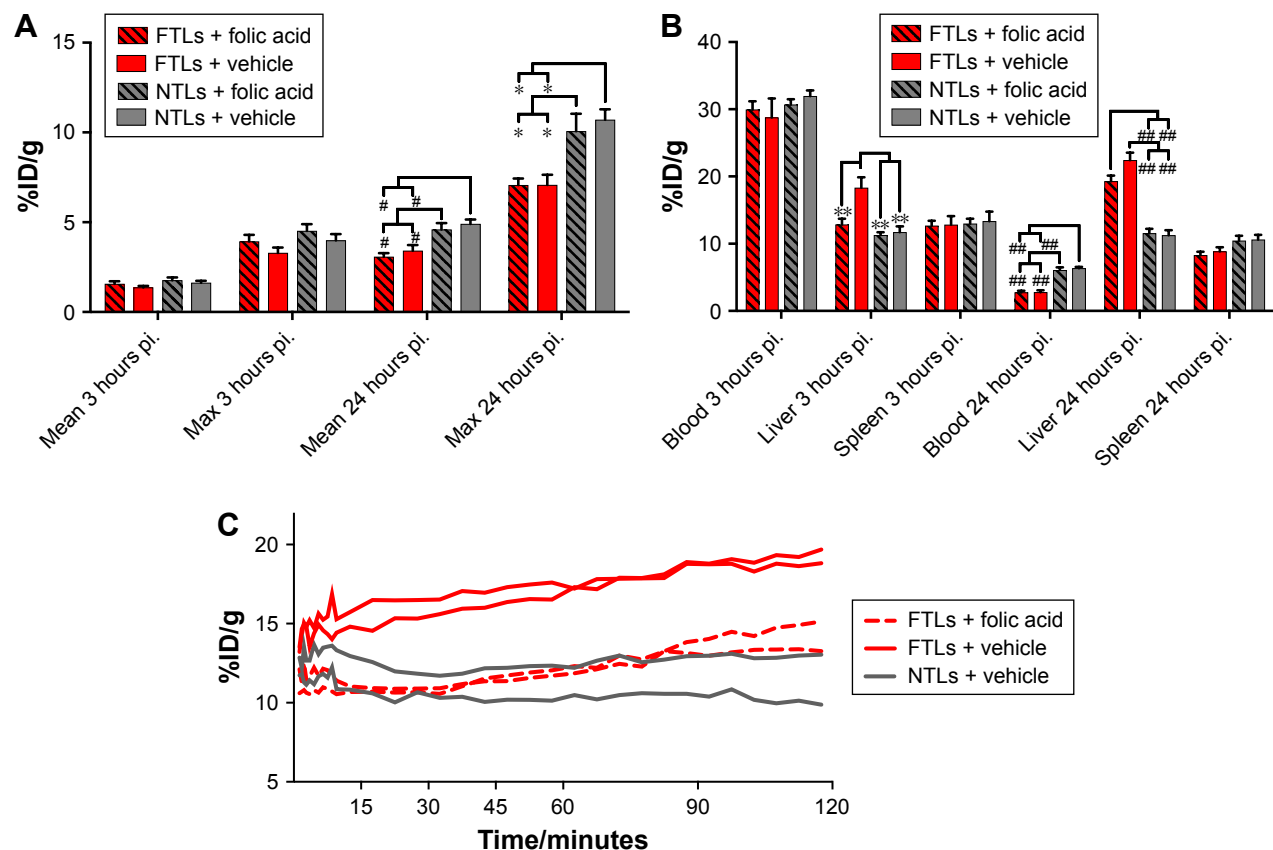 A
FTLs + folic acid
FTLs + vehicle
NTLs + folic acid
NTLs + vehicle
%ID/g
15
10
5
0
# # # #
* * * *
Mean 3 hours pi.
Max 3 hours pi.
Mean 24 hours pi.
Max 24 hours pi.
B
FTLs + folic acid
FTLs + vehicle
NTLs + folic acid
NTLs + vehicle
%ID/g
40
30
20
10
0
** ** **
## ## ## ##
## ## ## ##
Blood 3 hours pi.
Liver 3 hours pi.
Spleen 3 hours pi.
Blood 24 hours pi.
Liver 24 hours pi.
Spleen 24 hours pi.
C
%ID/g
20
15
10
5
15 30 45 60 90 120
Time/minutes
FTLs + folic acid
FTLs + vehicle
NTLs + vehicle